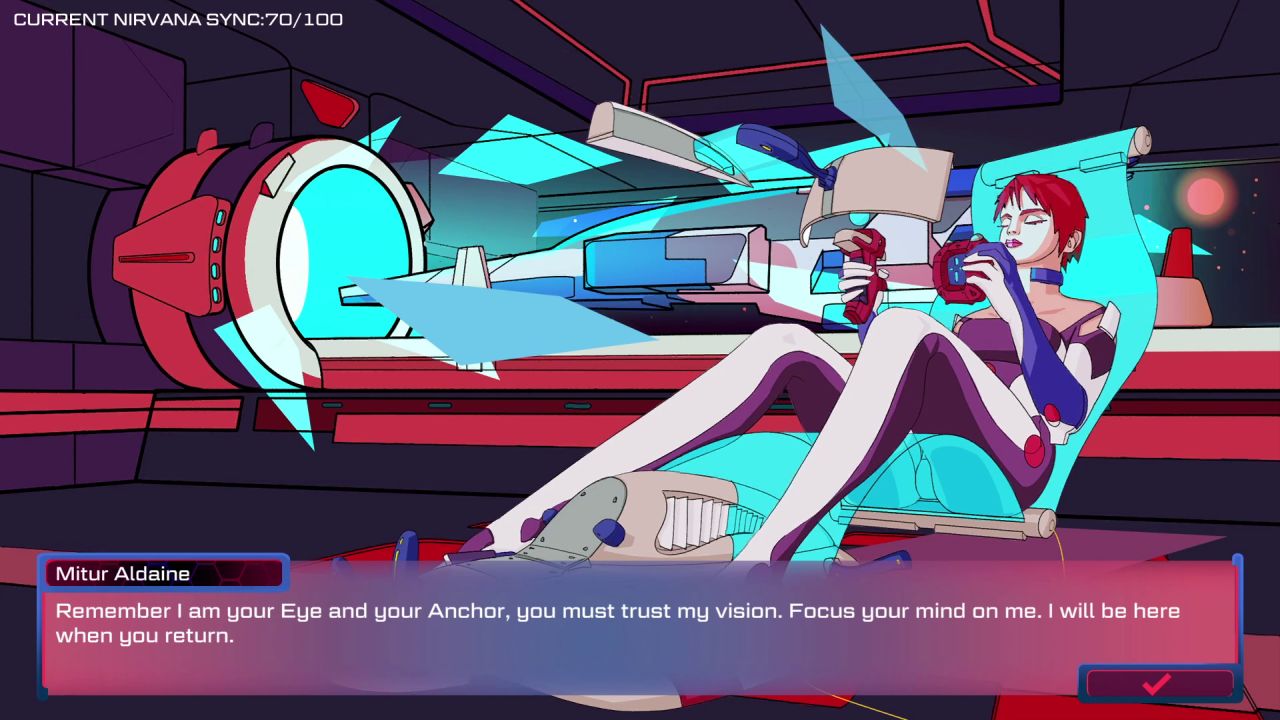 CURRENT NIRVANA SYNC:70/100
Mitur Aldaine
Remember I am your Eye and your Anchor, you must trust my vision. Focus your mind on me. I will be here
when you return.